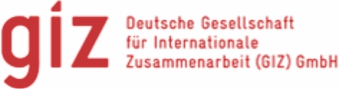 giz
Deutsche Gesellschaft
für Internationale
Zusammenarbeit (GIZ) GmbH